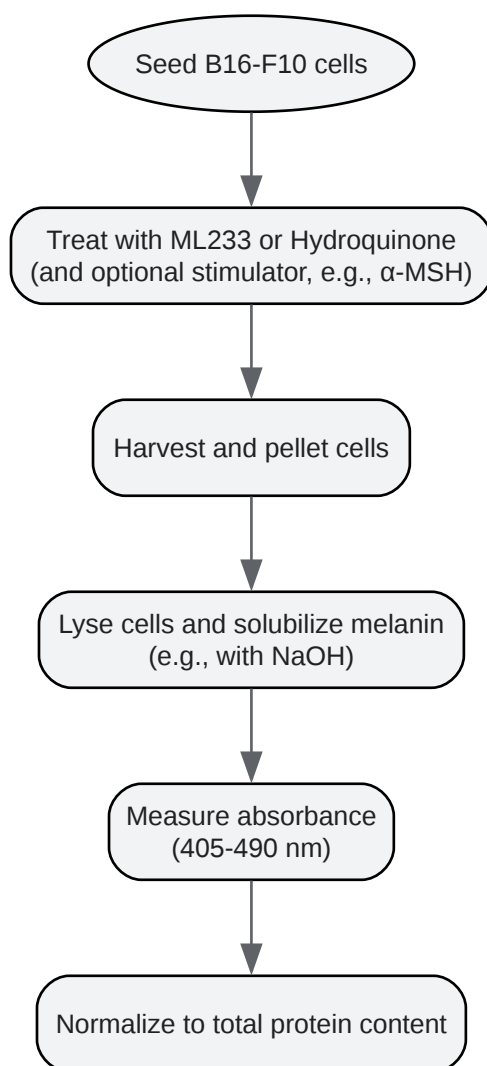 Seed B16-F10 cells
Treat with ML233 or Hydroquinone
(and optional stimulator, e.g., α-MSH)
Harvest and pellet cells
Lyse cells and solubilize melanin
(e.g., with NaOH)
Measure absorbance
(405-490 nm)
Normalize to total protein content